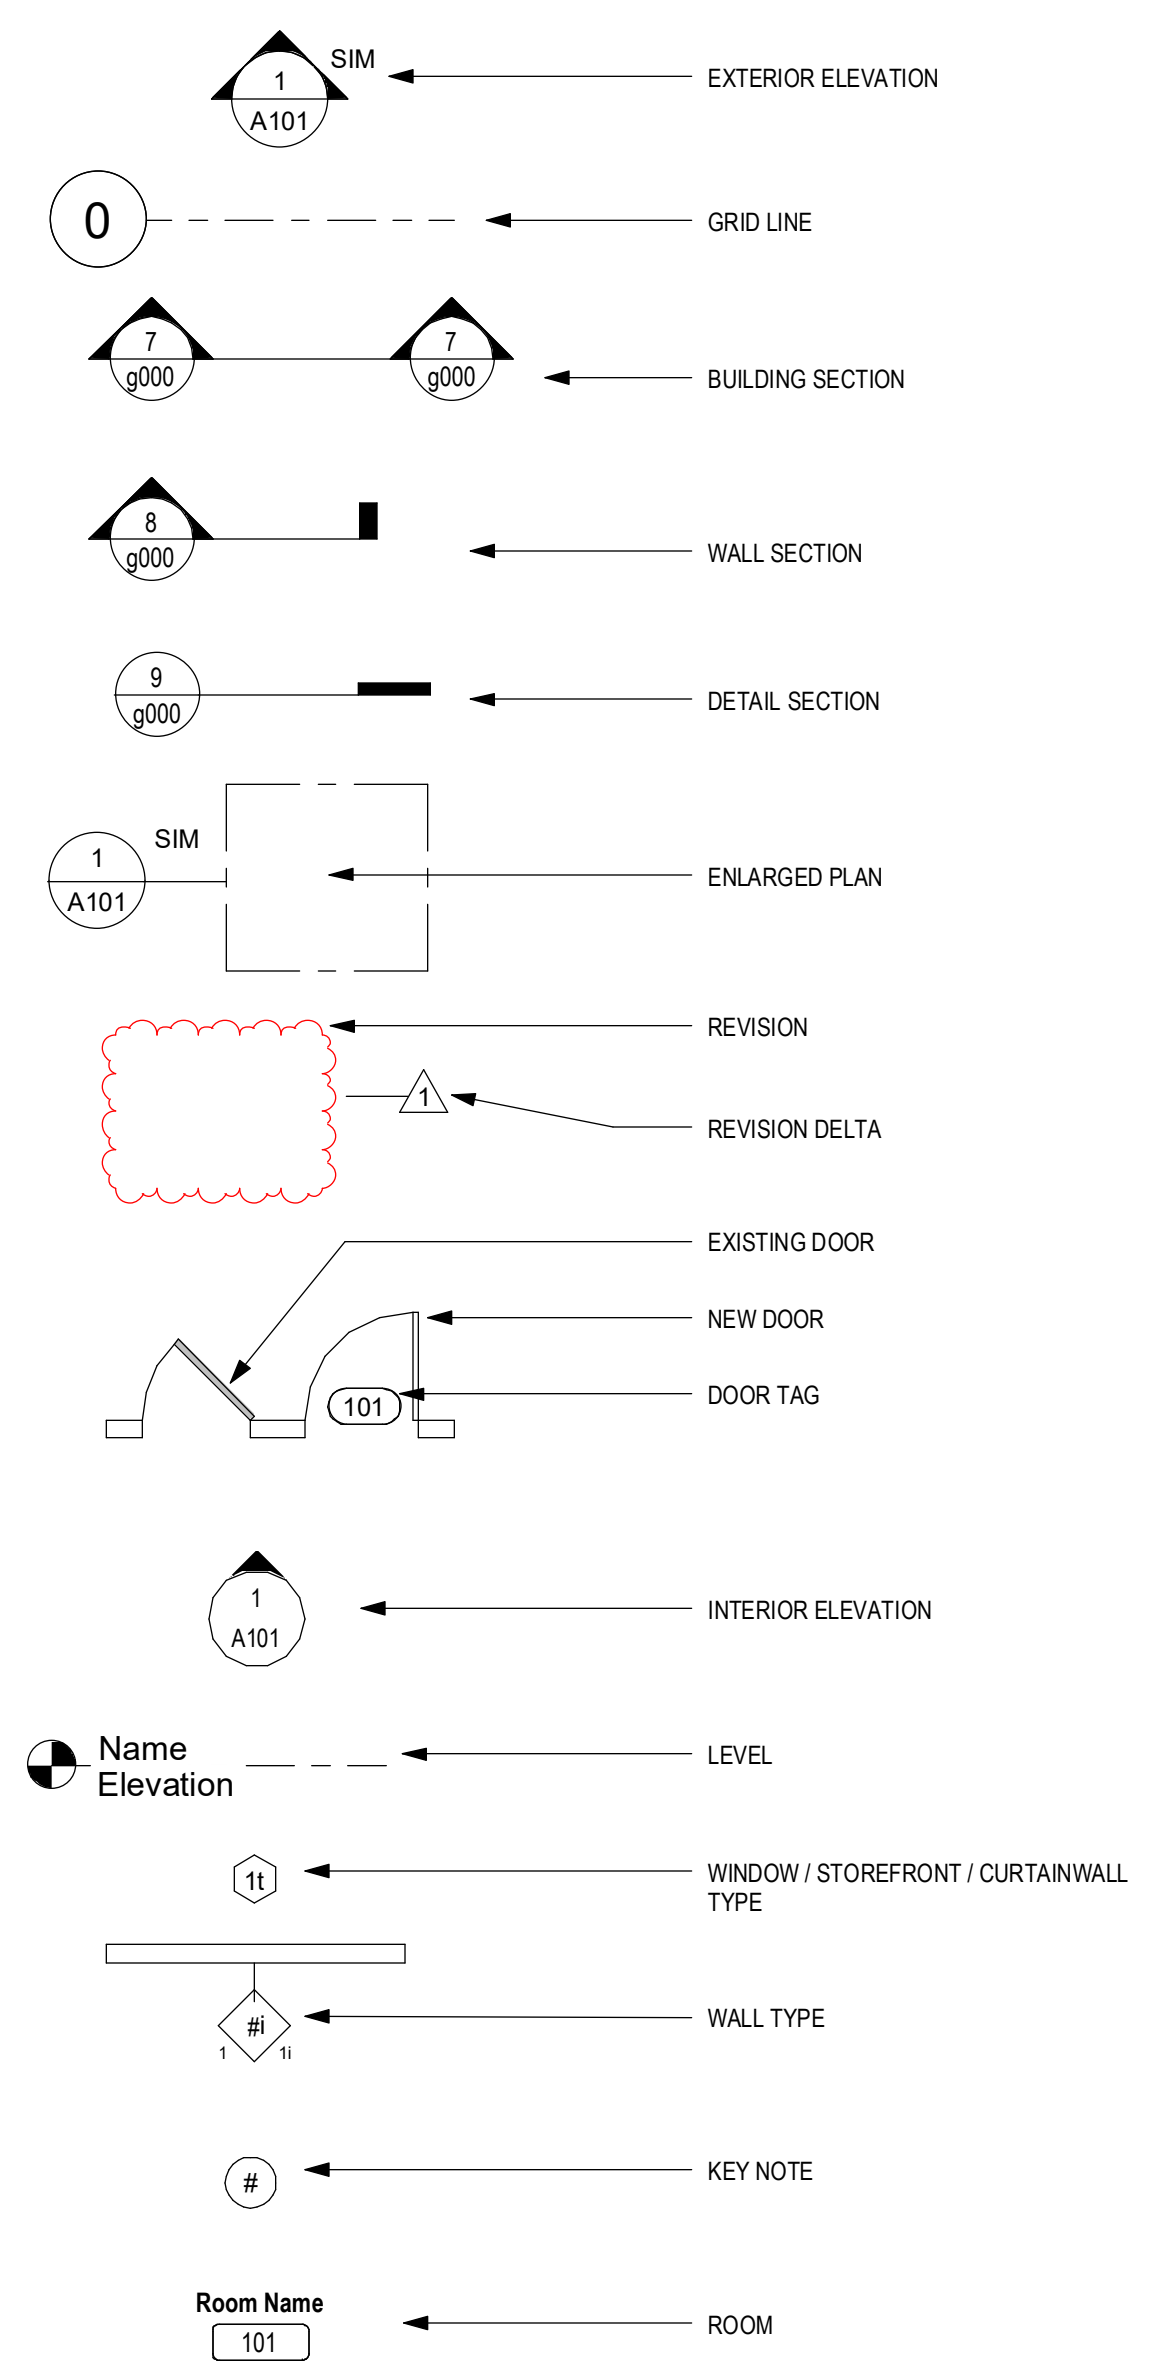 SIM
1
A101
EXTERIOR ELEVATION
0
GRID LINE
7
g000
7
g000
BUILDING SECTION
8
g000
WALL SECTION
9
g000
DETAIL SECTION
SIM
1
A101
ENLARGED PLAN
REVISION
1
REVISION DELTA
EXISTING DOOR
NEW DOOR
101
DOOR TAG
1
A101
INTERIOR ELEVATION
Name
Elevation
LEVEL
1t
WINDOW / STOREFRONT / CURTAINWALL
TYPE
#i
1
1i
WALL TYPE
#
KEY NOTE
Room Name
101
ROOM